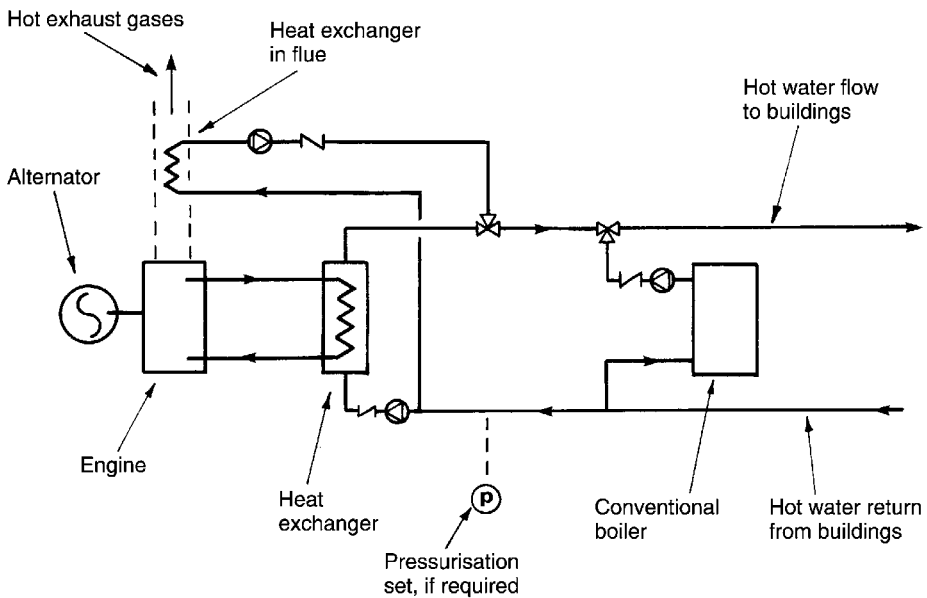 Hot exhaust gases
Heat exchanger
in flue
Hot water flow
to buildings
Alternator
Engine
Heat
exchanger
P
Pressurisation
set, if required
Conventional
boiler
Hot water return
from buildings